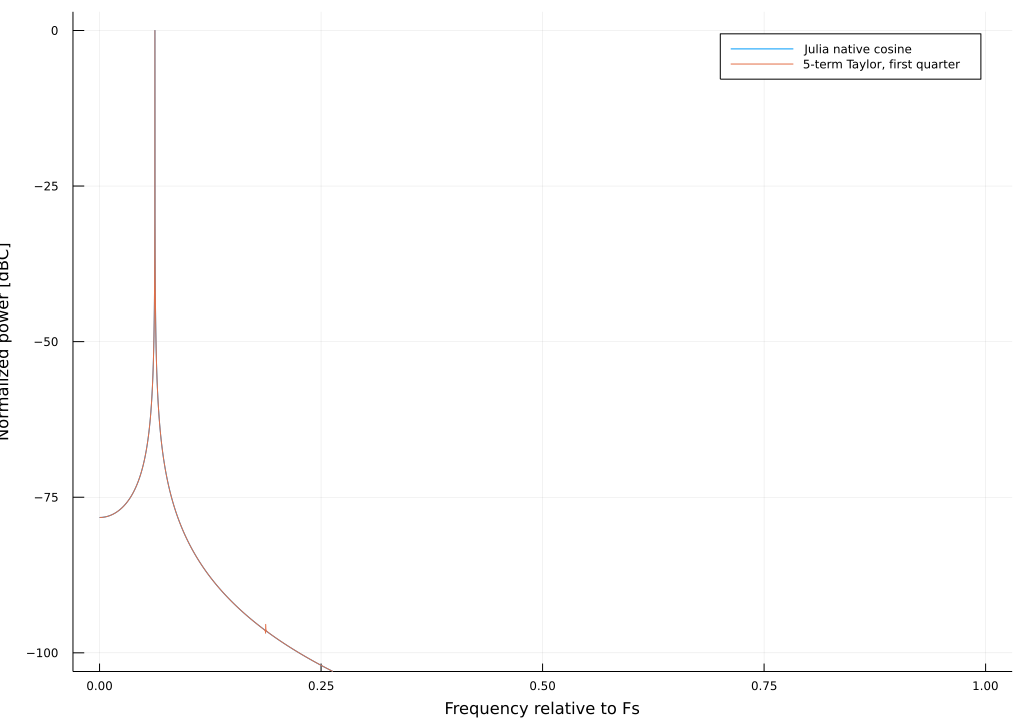 Julia native cosine
5-term Taylor, first quarter
Normalized power [dBC]
0
−25
−50
−75
−100
0.00 0.25 0.50 0.75 1.00
Frequency relative to Fs